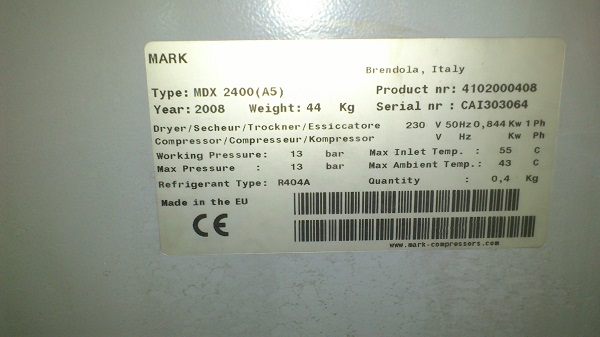 MARK
Brendola, Italy
Type: MDX 2400(A5) Product nr: 4102000408
Year: 2008 Weight: 44 Kg Serial nr : CAI303064
Dryer/Secheur/Trockner/Essiccatore 230 V 50Hz 0,844 Kw 1 Ph
Compressor/Compresseur/Kompressor V Hz Kw Ph
Working Pressure: 13 bar Max Inlet Temp. : 55 C
Max Pressure : 13 bar Max Ambient Temp.: 43 C
Refrigerant Type: R404A Quantity : 0,4 Kg
Made in the EU
CE
www.mark-compressors.com